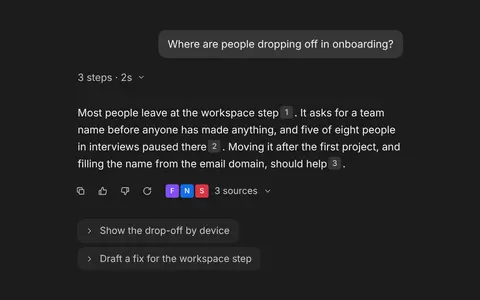 Where are people dropping off in onboarding?
3 steps · 2s
Most people leave at the workspace step 1 . It asks for a team
name before anyone has made anything, and five of eight people
in interviews paused there 2 . Moving it after the first project, and
filling the name from the email domain, should help 3 .
F N S 3 sources
Show the drop-off by device
Draft a fix for the workspace step